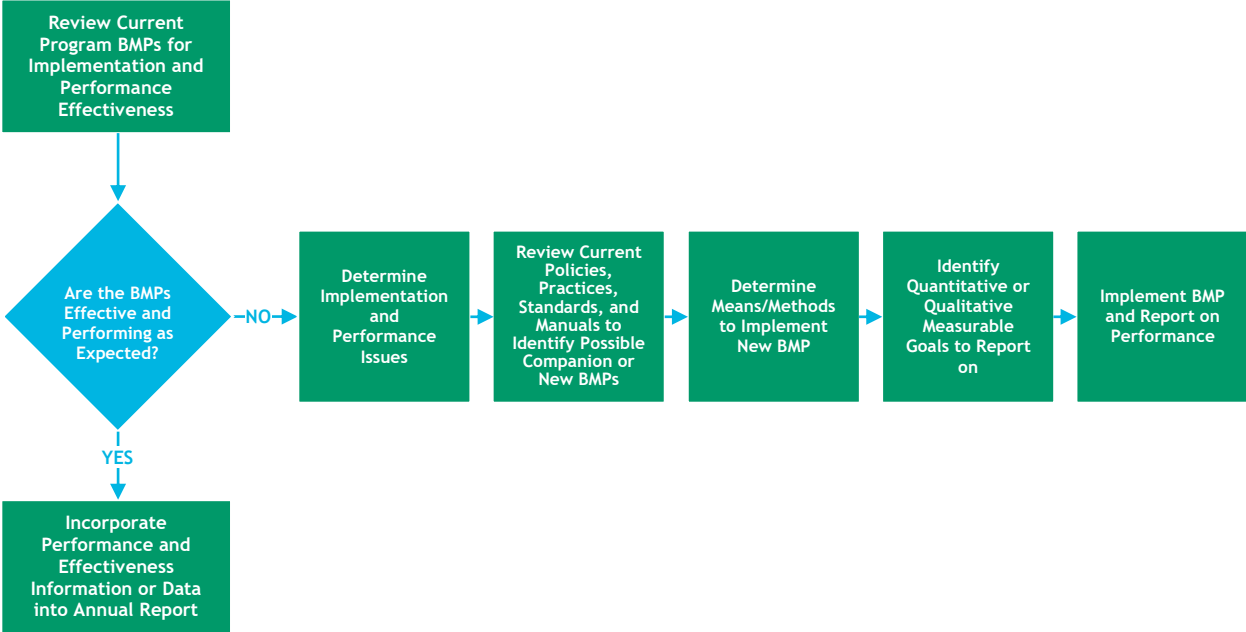 Review Current
Program BMPs for
Implementation and
Performance
Effectiveness
Are the BMPs
Effective and
Performing as
Expected?
NO
Determine
Implementation
and
Performance
Issues
Review Current
Policies,
Practices,
Standards, and
Manuals to
Identify Possible
Companion or
New BMPs
Determine
Means/Methods
to Implement
New BMP
Identify
Quantitative or
Qualitative
Measurable
Goals to Report
on
Implement BMP
and Report on
Performance
YES
Incorporate
Performance and
Effectiveness
Information or Data
into Annual Report